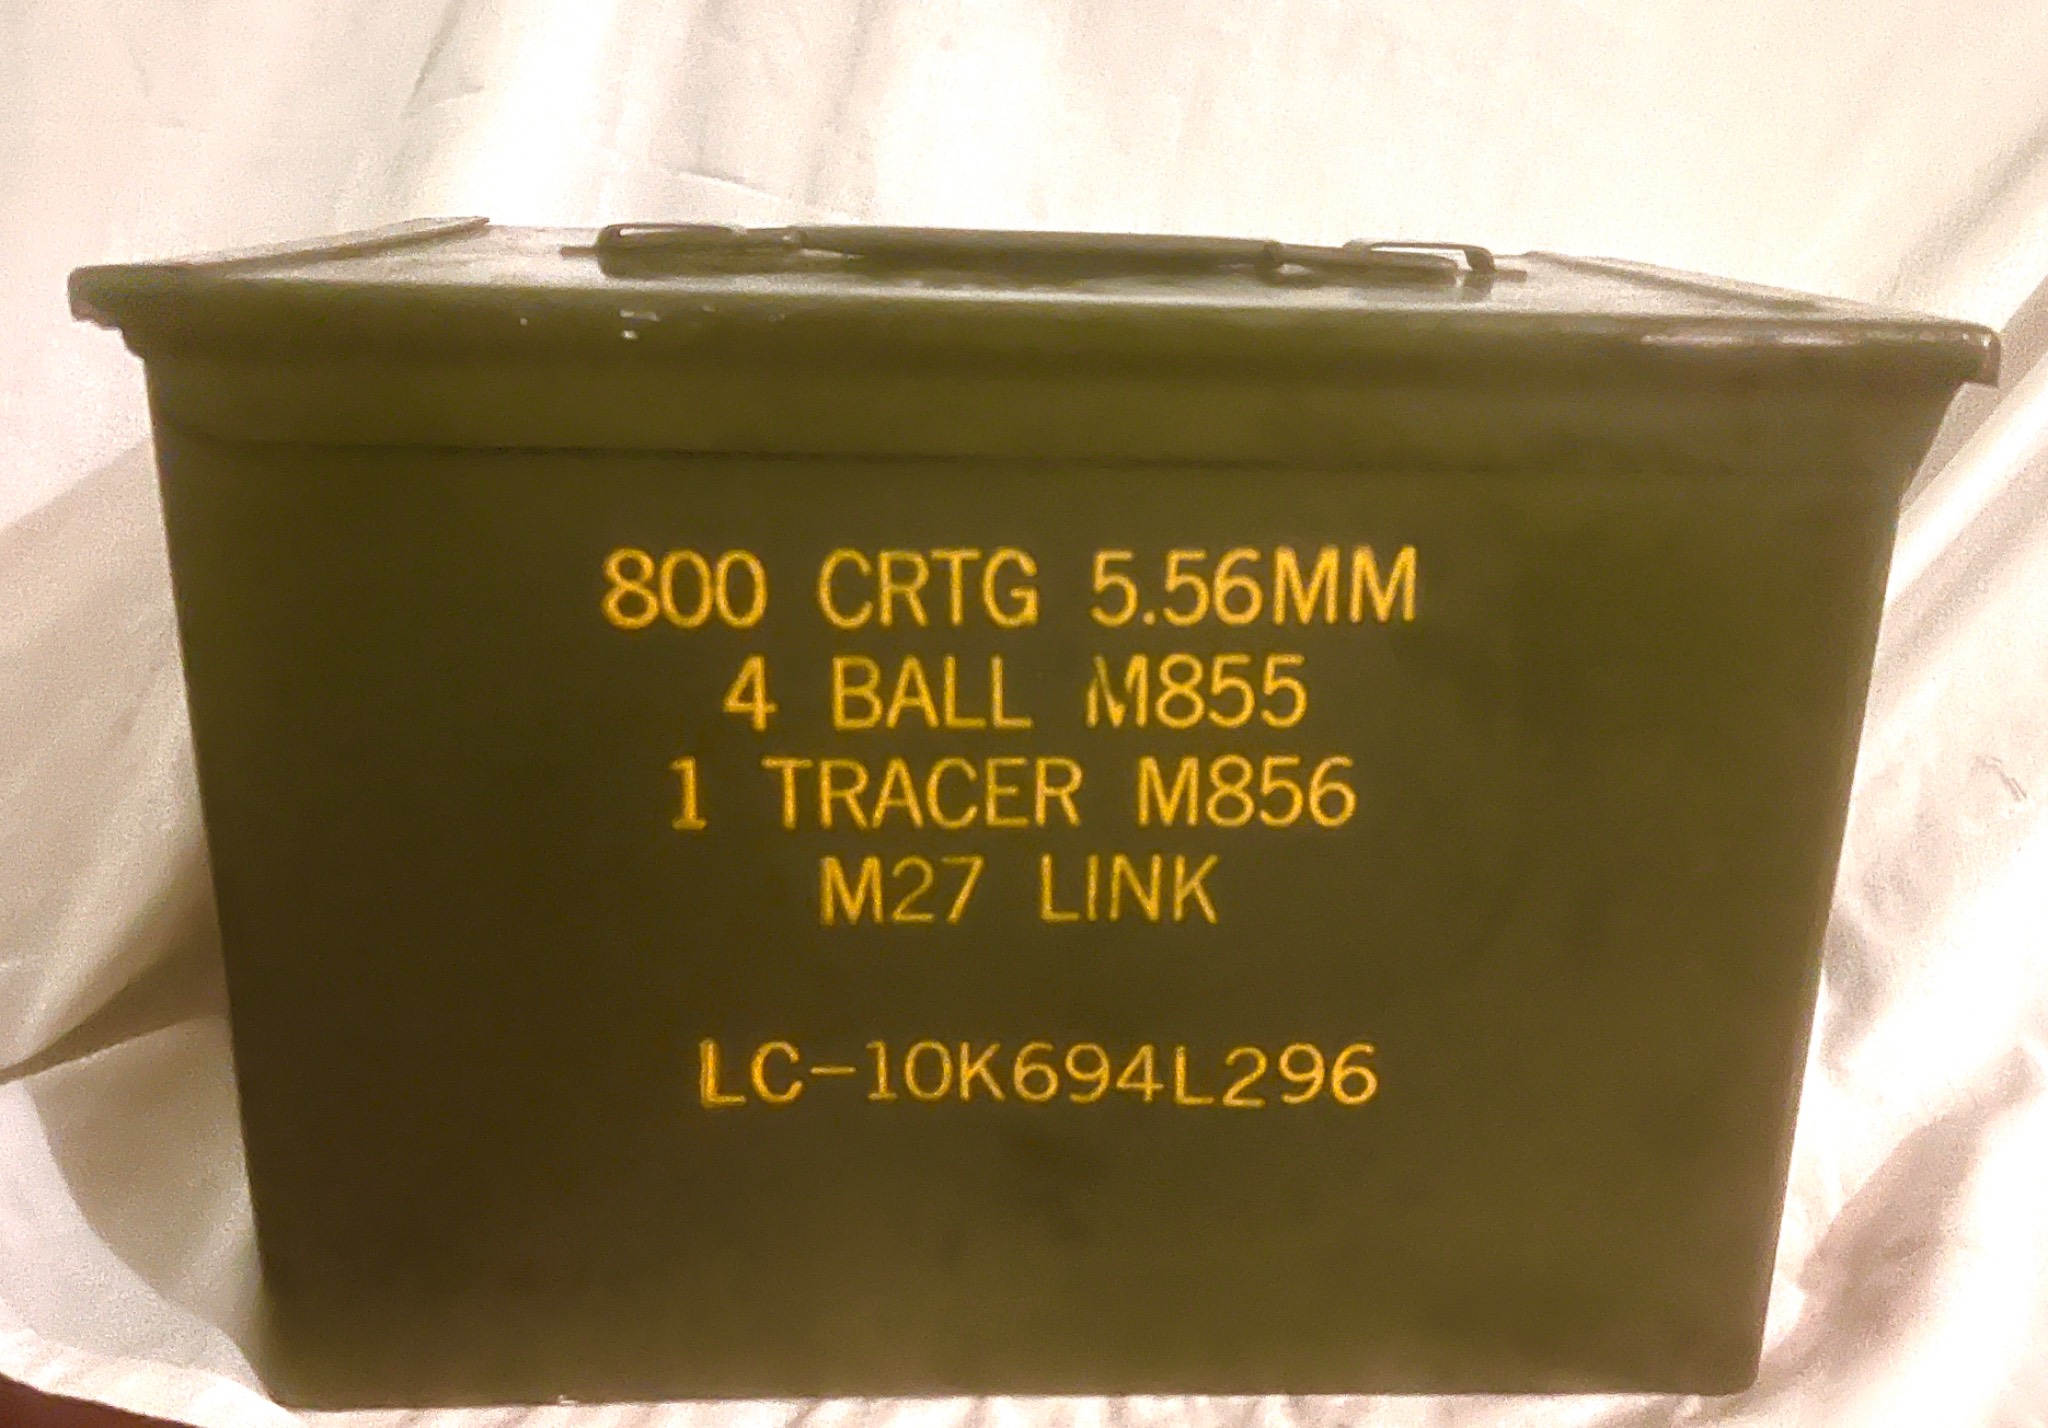 800 CRTG 5.56MM
4 BALL M855
1 TRACER M856
M27 LINK
LC-10K694L296